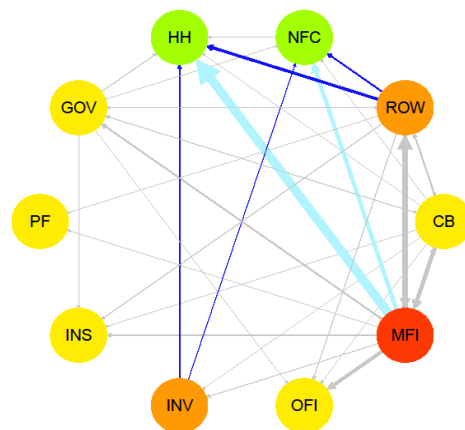 HH
NFC
GOV
ROW
PF
CB
INS
MFI
INV
OFI